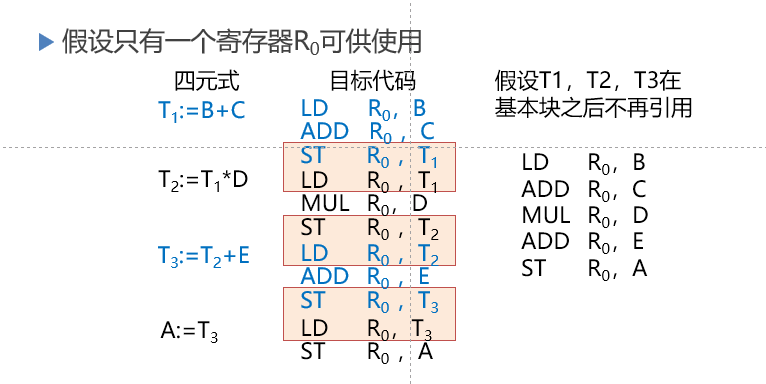 假设只有一个寄存器R₀可供使用
四元式 目标代码 假设T1，T2，T3在
基本块之后不再引用
T₁:=B+C LD R₀, B
ADD R₀ , C
ST R₀ , T₁
T₂:=T₁*D LD R₀ , T₁
MUL R₀, D
ST R₀ , T₂
T₃:=T₂+E LD R₀ , T₂
ADD R₀ , E
ST R₀ , T₃
A:=T₃ LD R₀, T₃
ST R₀ , A
LD R₀, B
ADD R₀, C
MUL R₀, D
ADD R₀, E
ST R₀, A